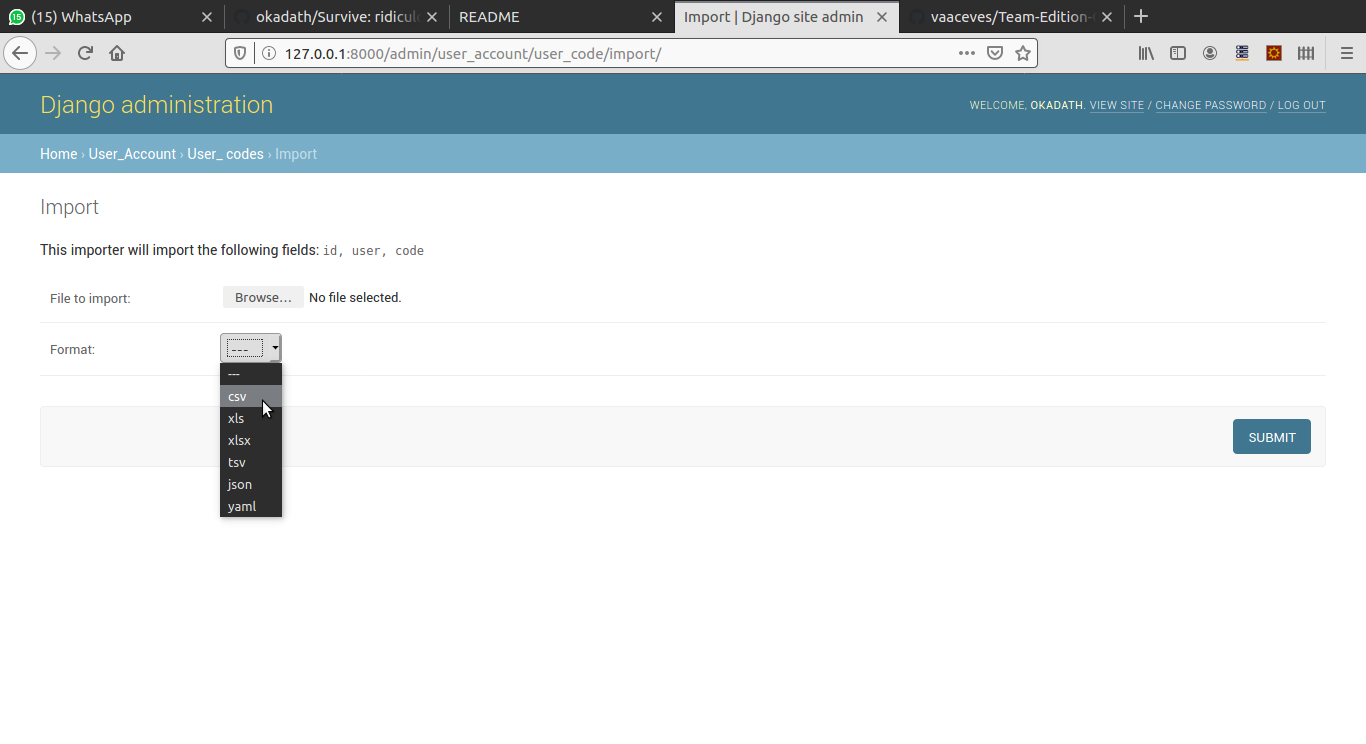 15 (15) WhatsApp
okadath/Survive: ridicul
README
Import | Django site admin
vaaceves/Team-Edition-
127.0.0.1:8000/admin/user_account/user_code/import/
Django administration
WELCOME, OKADATH. VIEW SITE / CHANGE PASSWORD / LOG OUT
Home › User_Account › User_ codes › Import
Import
This importer will import the following fields: id, user, code
File to import: Browse... No file selected.
Format: ---
---
csv
xls
xlsx
tsv
json
yaml
SUBMIT